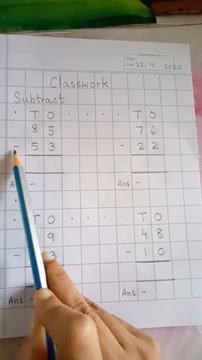 Date 22.9.2020
Classwork
Subtract
T O T O
8 5 7 6
- 5 3 - 2 2
Ans - Ans -
T O T O
9 4 8
- 3 - 1 0
Ans - Ans -